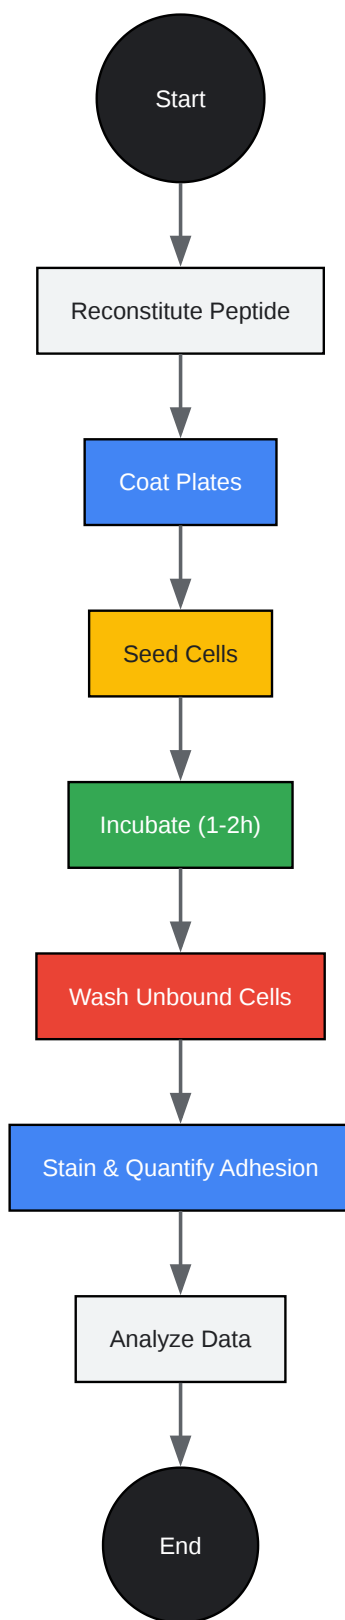 Start
Reconstitute Peptide
Coat Plates
Seed Cells
Incubate (1-2h)
Wash Unbound Cells
Stain & Quantify Adhesion
Analyze Data
End